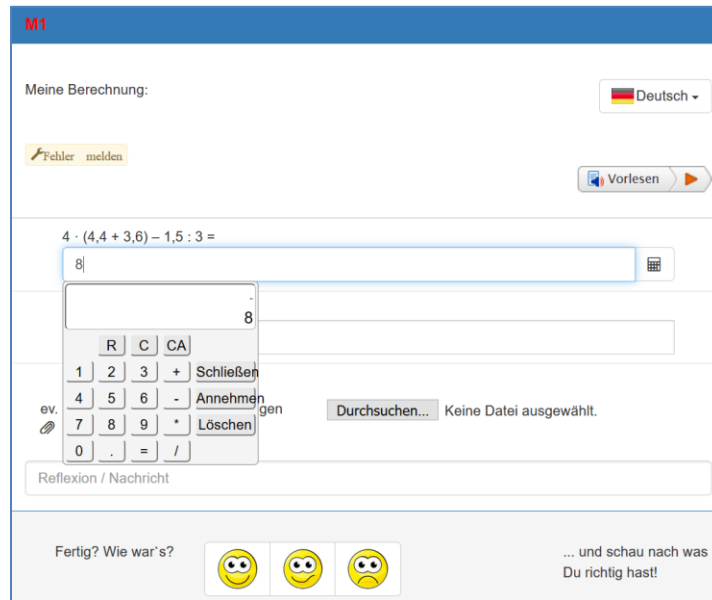 M1
Meine Berechnung:
Deutsch
Fehler melden
Vorlesen
4 · (4,4 + 3,6) – 1,5 : 3 =
8
-
8
R C CA
1 2 3 + Schließen
4 5 6 - Annehmen
ev. gen Durchsuchen... Keine Datei ausgewählt.
7 8 9 * Löschen
0 . = /
Reflexion / Nachricht
Fertig? Wie war`s?
... und schau nach was
Du richtig hast!